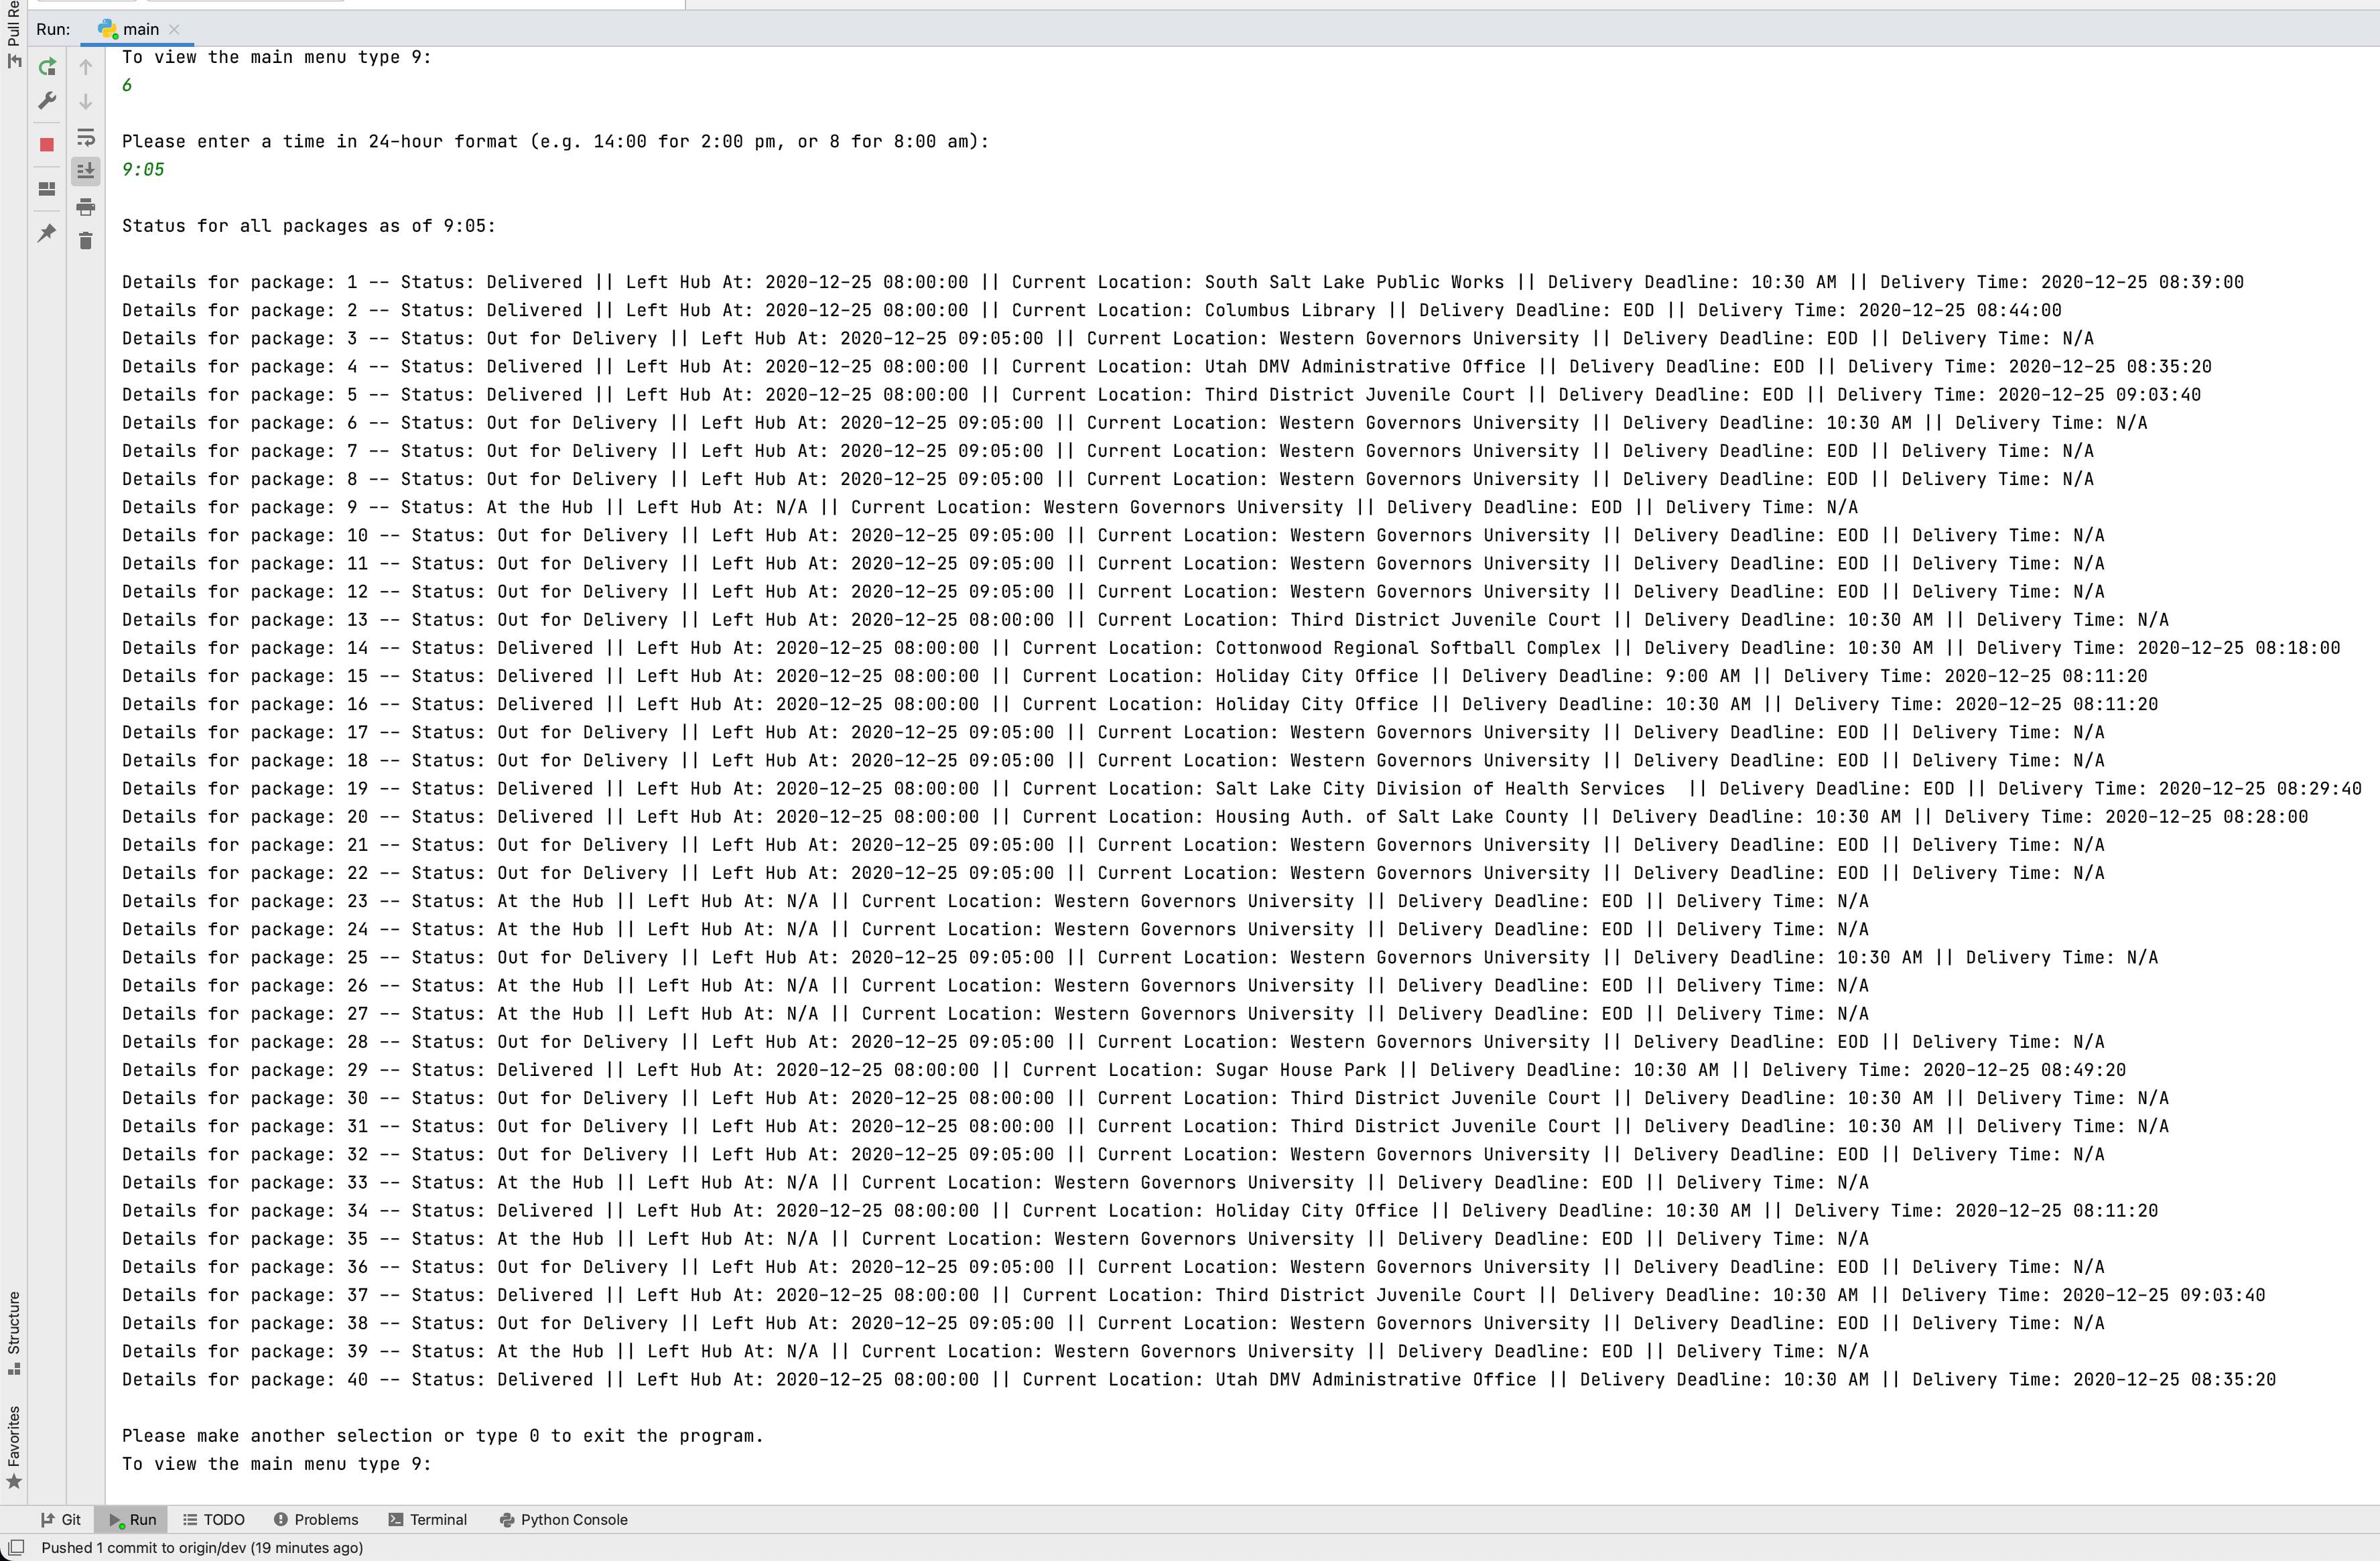 Pull Re
Run: main
To view the main menu type 9:
6
Please enter a time in 24-hour format (e.g. 14:00 for 2:00 pm, or 8 for 8:00 am):
9:05
Status for all packages as of 9:05:
Details for package: 1 -- Status: Delivered || Left Hub At: 2020-12-25 08:00:00 || Current Location: South Salt Lake Public Works || Delivery Deadline: 10:30 AM || Delivery Time: 2020-12-25 08:39:00
Details for package: 2 -- Status: Delivered || Left Hub At: 2020-12-25 08:00:00 || Current Location: Columbus Library || Delivery Deadline: EOD || Delivery Time: 2020-12-25 08:44:00
Details for package: 3 -- Status: Out for Delivery || Left Hub At: 2020-12-25 09:05:00 || Current Location: Western Governors University || Delivery Deadline: EOD || Delivery Time: N/A
Details for package: 4 -- Status: Delivered || Left Hub At: 2020-12-25 08:00:00 || Current Location: Utah DMV Administrative Office || Delivery Deadline: EOD || Delivery Time: 2020-12-25 08:35:20
Details for package: 5 -- Status: Delivered || Left Hub At: 2020-12-25 08:00:00 || Current Location: Third District Juvenile Court || Delivery Deadline: EOD || Delivery Time: 2020-12-25 09:03:40
Details for package: 6 -- Status: Out for Delivery || Left Hub At: 2020-12-25 09:05:00 || Current Location: Western Governors University || Delivery Deadline: 10:30 AM || Delivery Time: N/A
Details for package: 7 -- Status: Out for Delivery || Left Hub At: 2020-12-25 09:05:00 || Current Location: Western Governors University || Delivery Deadline: EOD || Delivery Time: N/A
Details for package: 8 -- Status: Out for Delivery || Left Hub At: 2020-12-25 09:05:00 || Current Location: Western Governors University || Delivery Deadline: EOD || Delivery Time: N/A
Details for package: 9 -- Status: At the Hub || Left Hub At: N/A || Current Location: Western Governors University || Delivery Deadline: EOD || Delivery Time: N/A
Details for package: 10 -- Status: Out for Delivery || Left Hub At: 2020-12-25 09:05:00 || Current Location: Western Governors University || Delivery Deadline: EOD || Delivery Time: N/A
Details for package: 11 -- Status: Out for Delivery || Left Hub At: 2020-12-25 09:05:00 || Current Location: Western Governors University || Delivery Deadline: EOD || Delivery Time: N/A
Details for package: 12 -- Status: Out for Delivery || Left Hub At: 2020-12-25 09:05:00 || Current Location: Western Governors University || Delivery Deadline: EOD || Delivery Time: N/A
Details for package: 13 -- Status: Out for Delivery || Left Hub At: 2020-12-25 08:00:00 || Current Location: Third District Juvenile Court || Delivery Deadline: 10:30 AM || Delivery Time: N/A
Details for package: 14 -- Status: Delivered || Left Hub At: 2020-12-25 08:00:00 || Current Location: Cottonwood Regional Softball Complex || Delivery Deadline: 10:30 AM || Delivery Time: 2020-12-25 08:18:00
Details for package: 15 -- Status: Delivered || Left Hub At: 2020-12-25 08:00:00 || Current Location: Holiday City Office || Delivery Deadline: 9:00 AM || Delivery Time: 2020-12-25 08:11:20
Details for package: 16 -- Status: Delivered || Left Hub At: 2020-12-25 08:00:00 || Current Location: Holiday City Office || Delivery Deadline: 10:30 AM || Delivery Time: 2020-12-25 08:11:20
Details for package: 17 -- Status: Out for Delivery || Left Hub At: 2020-12-25 09:05:00 || Current Location: Western Governors University || Delivery Deadline: EOD || Delivery Time: N/A
Details for package: 18 -- Status: Out for Delivery || Left Hub At: 2020-12-25 09:05:00 || Current Location: Western Governors University || Delivery Deadline: EOD || Delivery Time: N/A
Details for package: 19 -- Status: Delivered || Left Hub At: 2020-12-25 08:00:00 || Current Location: Salt Lake City Division of Health Services  || Delivery Deadline: EOD || Delivery Time: 2020-12-25 08:29:40
Details for package: 20 -- Status: Delivered || Left Hub At: 2020-12-25 08:00:00 || Current Location: Housing Auth. of Salt Lake County || Delivery Deadline: 10:30 AM || Delivery Time: 2020-12-25 08:28:00
Details for package: 21 -- Status: Out for Delivery || Left Hub At: 2020-12-25 09:05:00 || Current Location: Western Governors University || Delivery Deadline: EOD || Delivery Time: N/A
Details for package: 22 -- Status: Out for Delivery || Left Hub At: 2020-12-25 09:05:00 || Current Location: Western Governors University || Delivery Deadline: EOD || Delivery Time: N/A
Details for package: 23 -- Status: At the Hub || Left Hub At: N/A || Current Location: Western Governors University || Delivery Deadline: EOD || Delivery Time: N/A
Details for package: 24 -- Status: At the Hub || Left Hub At: N/A || Current Location: Western Governors University || Delivery Deadline: EOD || Delivery Time: N/A
Details for package: 25 -- Status: Out for Delivery || Left Hub At: 2020-12-25 09:05:00 || Current Location: Western Governors University || Delivery Deadline: 10:30 AM || Delivery Time: N/A
Details for package: 26 -- Status: At the Hub || Left Hub At: N/A || Current Location: Western Governors University || Delivery Deadline: EOD || Delivery Time: N/A
Details for package: 27 -- Status: At the Hub || Left Hub At: N/A || Current Location: Western Governors University || Delivery Deadline: EOD || Delivery Time: N/A
Details for package: 28 -- Status: Out for Delivery || Left Hub At: 2020-12-25 09:05:00 || Current Location: Western Governors University || Delivery Deadline: EOD || Delivery Time: N/A
Details for package: 29 -- Status: Delivered || Left Hub At: 2020-12-25 08:00:00 || Current Location: Sugar House Park || Delivery Deadline: 10:30 AM || Delivery Time: 2020-12-25 08:49:20
Details for package: 30 -- Status: Out for Delivery || Left Hub At: 2020-12-25 08:00:00 || Current Location: Third District Juvenile Court || Delivery Deadline: 10:30 AM || Delivery Time: N/A
Details for package: 31 -- Status: Out for Delivery || Left Hub At: 2020-12-25 08:00:00 || Current Location: Third District Juvenile Court || Delivery Deadline: 10:30 AM || Delivery Time: N/A
Details for package: 32 -- Status: Out for Delivery || Left Hub At: 2020-12-25 09:05:00 || Current Location: Western Governors University || Delivery Deadline: EOD || Delivery Time: N/A
Details for package: 33 -- Status: At the Hub || Left Hub At: N/A || Current Location: Western Governors University || Delivery Deadline: EOD || Delivery Time: N/A
Details for package: 34 -- Status: Delivered || Left Hub At: 2020-12-25 08:00:00 || Current Location: Holiday City Office || Delivery Deadline: 10:30 AM || Delivery Time: 2020-12-25 08:11:20
Details for package: 35 -- Status: At the Hub || Left Hub At: N/A || Current Location: Western Governors University || Delivery Deadline: EOD || Delivery Time: N/A
Details for package: 36 -- Status: Out for Delivery || Left Hub At: 2020-12-25 09:05:00 || Current Location: Western Governors University || Delivery Deadline: EOD || Delivery Time: N/A
Details for package: 37 -- Status: Delivered || Left Hub At: 2020-12-25 08:00:00 || Current Location: Third District Juvenile Court || Delivery Deadline: 10:30 AM || Delivery Time: 2020-12-25 09:03:40
Details for package: 38 -- Status: Out for Delivery || Left Hub At: 2020-12-25 09:05:00 || Current Location: Western Governors University || Delivery Deadline: EOD || Delivery Time: N/A
Details for package: 39 -- Status: At the Hub || Left Hub At: N/A || Current Location: Western Governors University || Delivery Deadline: EOD || Delivery Time: N/A
Details for package: 40 -- Status: Delivered || Left Hub At: 2020-12-25 08:00:00 || Current Location: Utah DMV Administrative Office || Delivery Deadline: 10:30 AM || Delivery Time: 2020-12-25 08:35:20
Please make another selection or type 0 to exit the program.
To view the main menu type 9:
Structure
Favorites
Git Run TODO Problems Terminal Python Console
Pushed 1 commit to origin/dev (19 minutes ago)